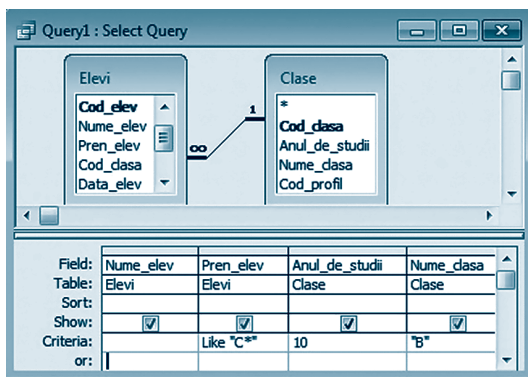 Query1 : Select Query
Elevi
Cod_elev
Nume_elev
Pren_elev
Cod_clasa
Data_elev
∞
1
Clase
*
Cod_clasa
Anul_de_studii
Nume_clasa
Cod_profil
Field: Nume_elev Pren_elev Anul_de_studii Nume_clasa
Table: Elevi Elevi Clase Clase
Sort:
Show:
Criteria: Like "C*" 10 "B"
or: